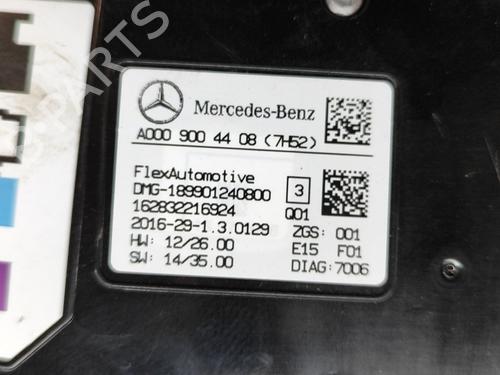 Mercedes-Benz
A000 900 44 08 (7H52)
FlexAutomotive
DMG-189901240800 3
162832216924 Q01
2016-29-1.3.0129 ZGS: 001
HW: 12/26.00 E15 F01
SW: 14/35.00 DIAG:7006